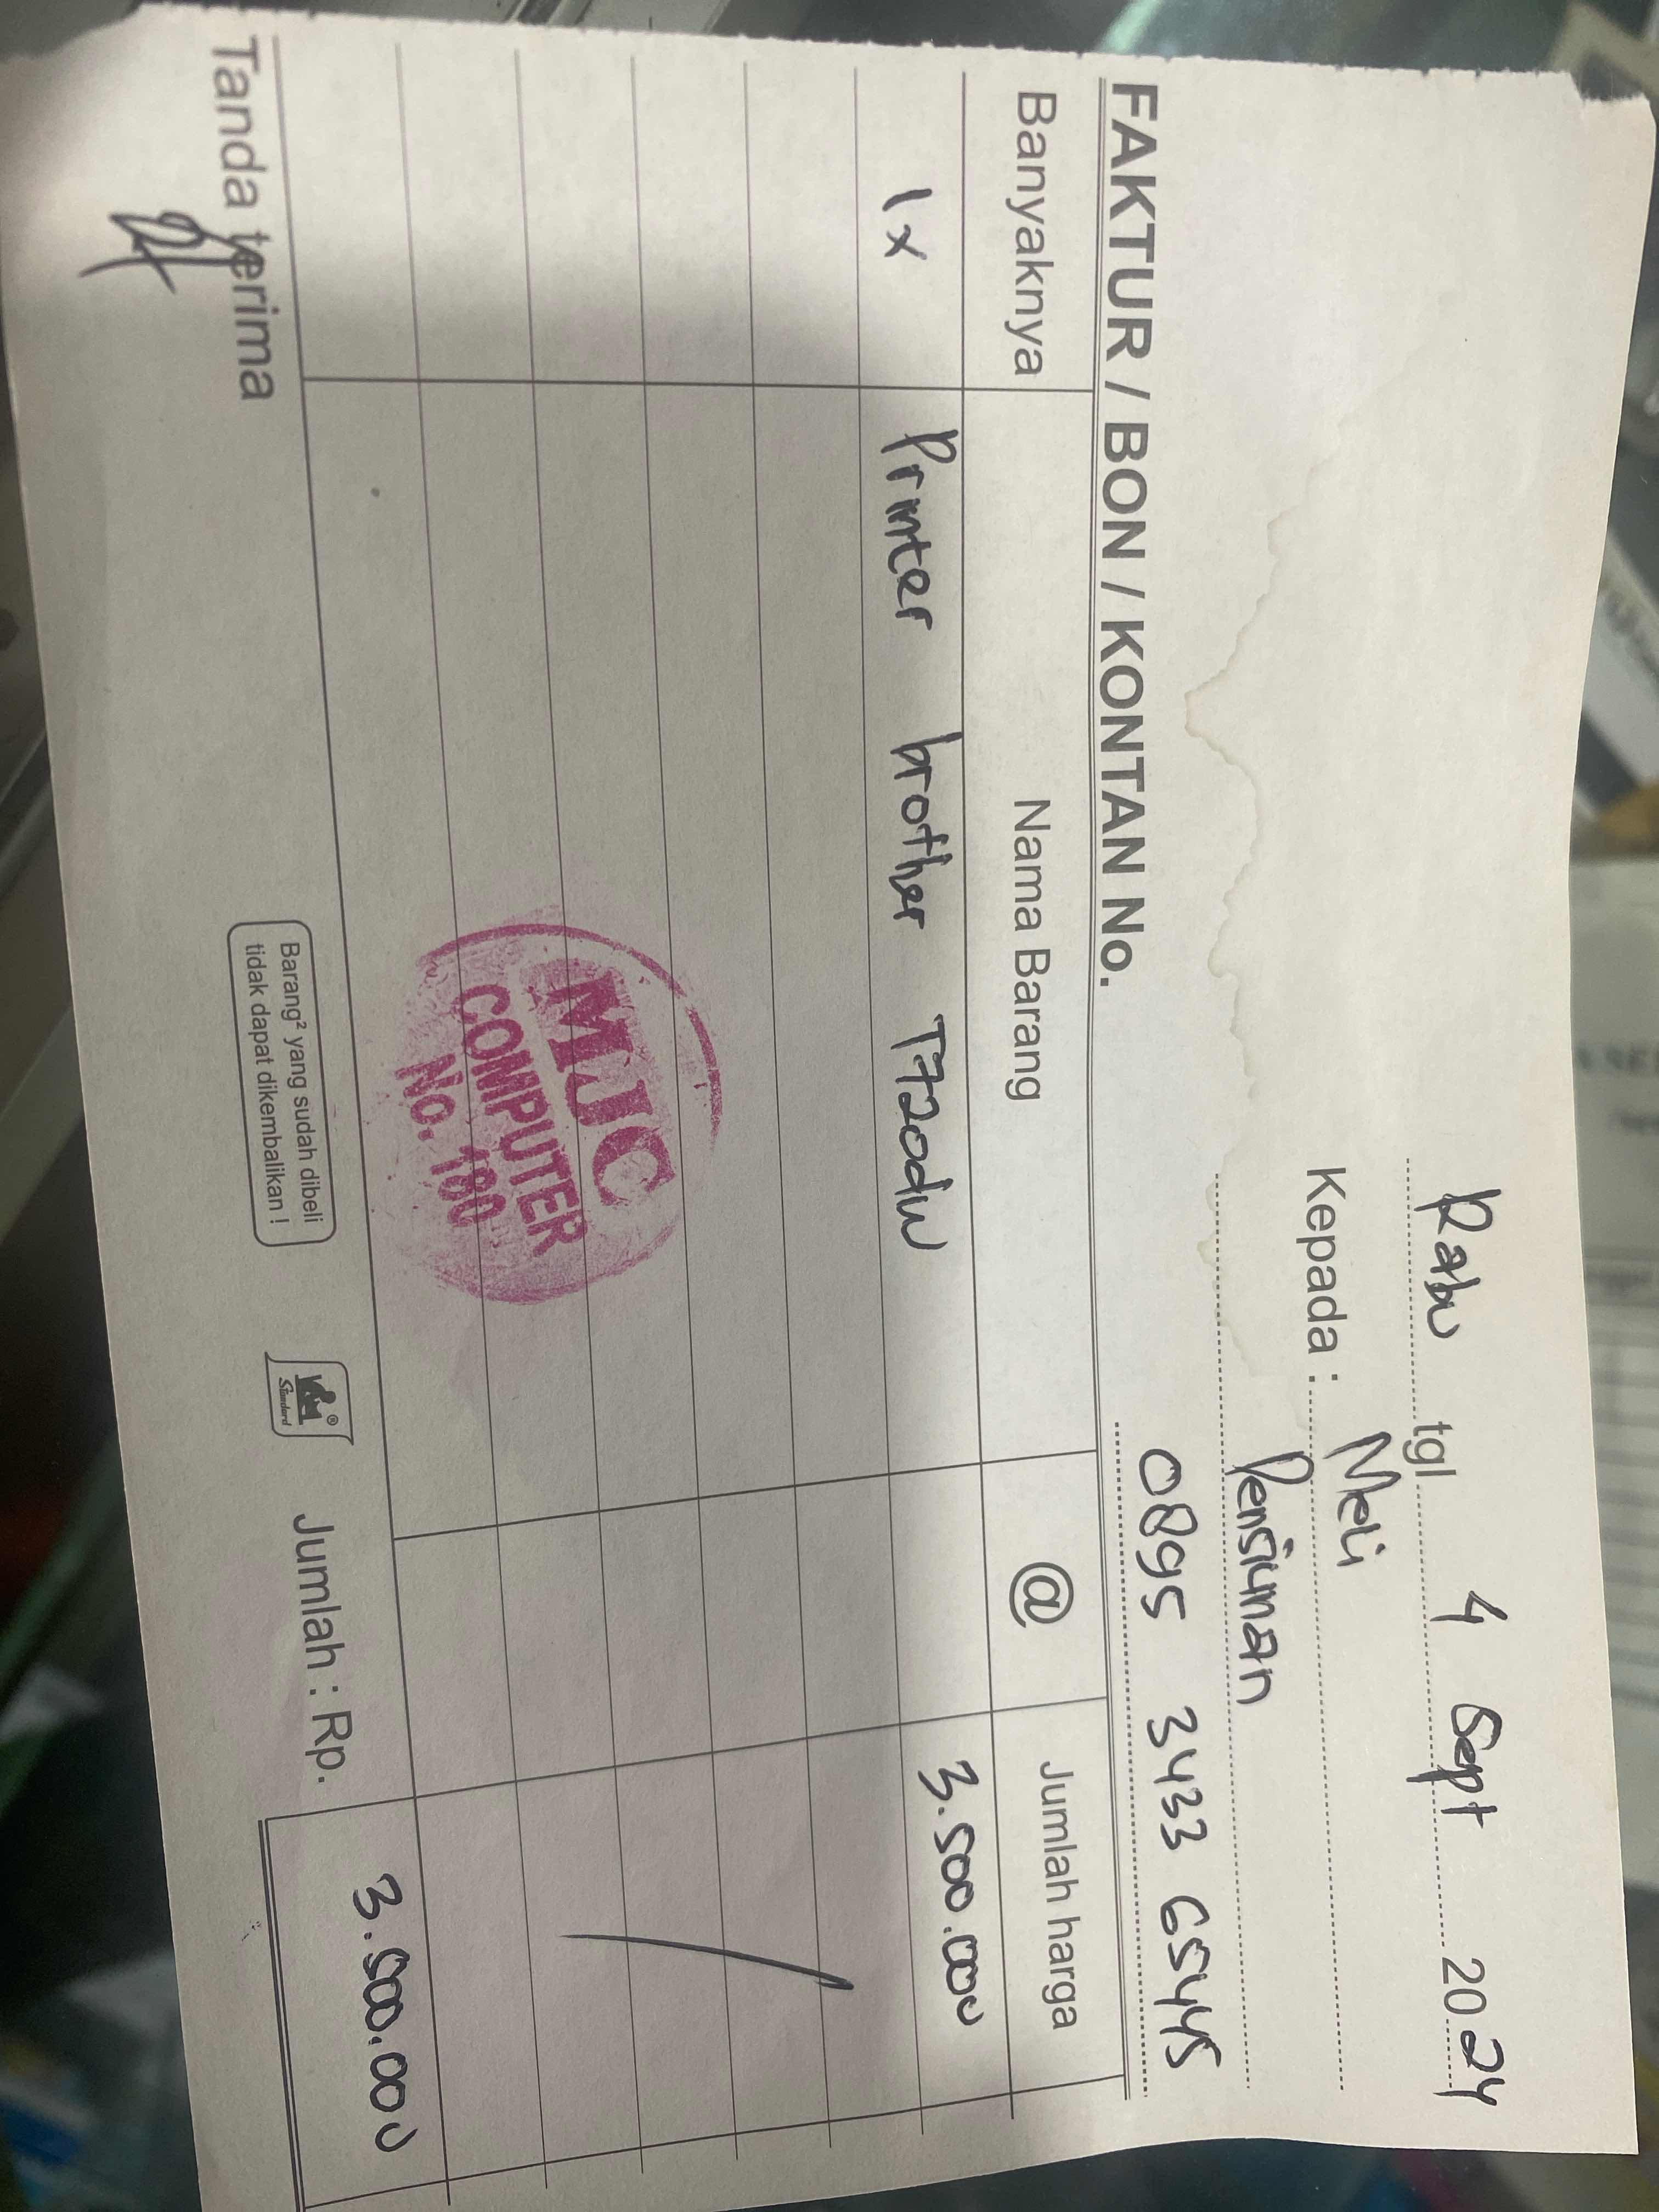 Rabu tgl 4 Sept 2024
Kepada : Meli
Pensiunan
0895 3433 65445
FAKTUR / BON / KONTAN No.
Banyaknya Nama Barang @ Jumlah harga
1x Printer brother T720dw 3.500.000
MJC
COMPUTER
No. 180
3.500.000
Jumlah : Rp.
Tanda terima
Barang² yang sudah dibeli
tidak dapat dikembalikan !
® Standard